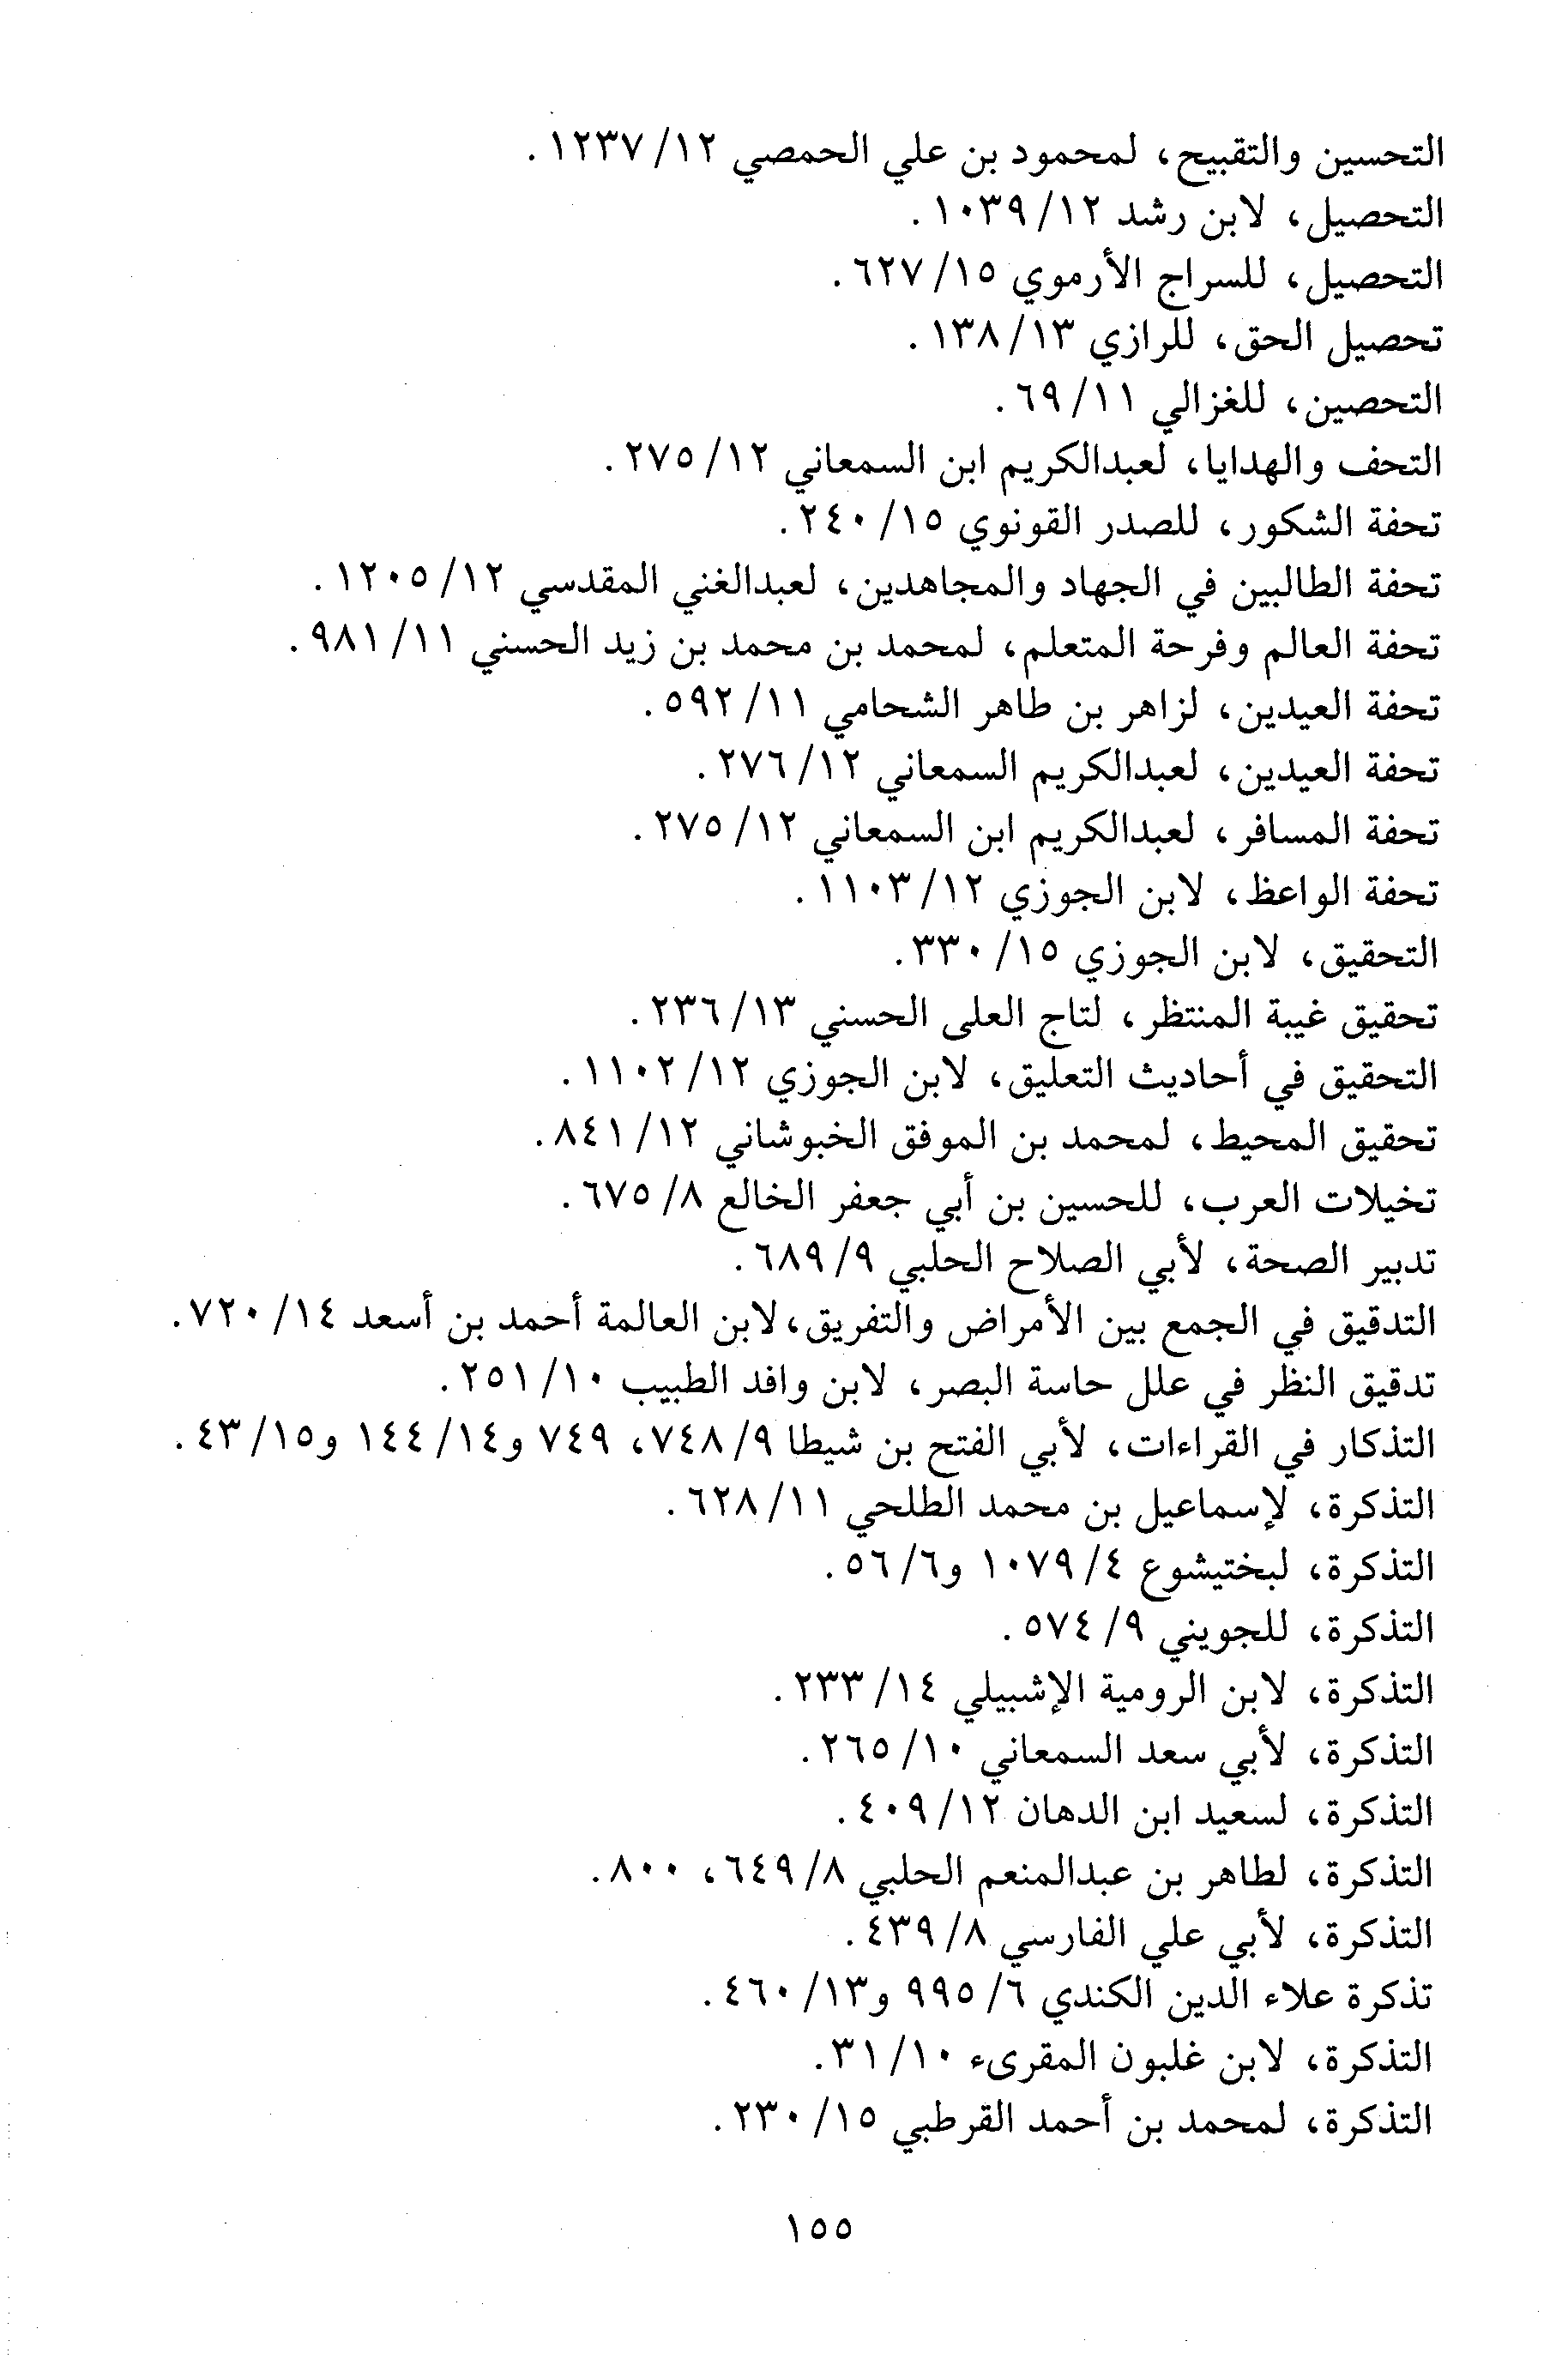 التحسين والتقبيح، لمحمود بن علي الحمصي ١٢/ ١٢٣٧.
التحصيل، لابن رشد ١٢/ ١٠٣٩.
التحصيل، للسراج الأرموي ١٥/ ٦٢٧.
تحصيل الحق، للرازي ١٣/ ١٣٨.
التحصين، للغزالي ١١/ ٦٩.
التحف والهدايا، لعبدالكريم ابن السمعاني ١٢/ ٢٧٥.
تحفة الشكور، للصدر القونوي ١٥/ ٢٤٠.
تحفة الطالبين في الجهاد والمجاهدين، لعبدالغني المقدسي ١٢/ ١٢٠٥.
تحفة العالم وفرحة المتعلم، لمحمد بن محمد بن زيد الحسني ١١/ ٩٨١.
تحفة العيدين، لزاهر بن طاهر الشحامي ١١/ ٥٩٢.
تحفة العيدين، لعبدالكريم السمعاني ١٢/ ٢٧٦.
تحفة المسافر، لعبدالكريم ابن السمعاني ١٢/ ٢٧٥.
تحفة الواعظ، لابن الجوزي ١٢/ ١١٠٣.
التحقيق، لابن الجوزي ١٥/ ٣٣٠.
تحقيق غيبة المنتظر، لتاج العلى الحسني ١٣/ ٢٣٦.
التحقيق في أحاديث التعليق، لابن الجوزي ١٢/ ١١٠٢.
تحقيق المحيط، لمحمد بن الموفق الخبوشاني ١٢/ ٨٤١.
تخيلات العرب، للحسين بن أبي جعفر الخالع ٨/ ٦٧٥.
تدبير الصحة، لأبي الصلاح الحلبي ٩/ ٦٨٩.
التدقيق في الجمع بين الأمراض والتفريق، لابن العالمة أحمد بن أسعد ١٤/ ٧٢٠.
تدقيق النظر في علل حاسة البصر، لابن وافد الطبيب ١٠/ ٢٥١.
التذكار في القراءات، لأبي الفتح بن شيطا ٩/ ٧٤٨، ٧٤٩ و١٤/ ١٤٤ و١٥/ ٤٣.
التذكرة، لإسماعيل بن محمد الطلحي ١١/ ٦٢٨.
التذكرة، لبختيشوع ٤/ ١٠٧٩ و٦/ ٥٦.
التذكرة، للجويني ٩/ ٥٧٤.
التذكرة، لابن الرومية الإشبيلي ١٤/ ٢٣٣.
التذكرة، لأبي سعد السمعاني ١٠/ ٢٦٥.
التذكرة، لسعيد ابن الدهان ١٢/ ٤٠٩.
التذكرة، لطاهر بن عبدالمنعم الحلبي ٨/ ٦٤٩، ٨٠٠.
التذكرة، لأبي علي الفارسي ٨/ ٤٣٩.
تذكرة علاء الدين الكندي ٦/ ٩٩٥ و١٣/ ٤٦٠.
التذكرة، لابن غلبون المقرىء ١٠/ ٣١.
التذكرة، لمحمد بن أحمد القرطبي ١٥/ ٢٣٠.
١٥٥